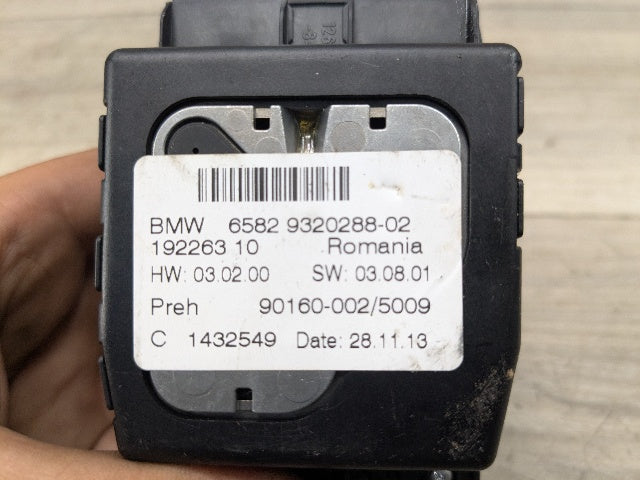 BMW 6582 9320288-02
192263 10 Romania
HW: 03.02.00 SW: 03.08.01
Preh 90160-002/5009
C 1432549 Date: 28.11.13